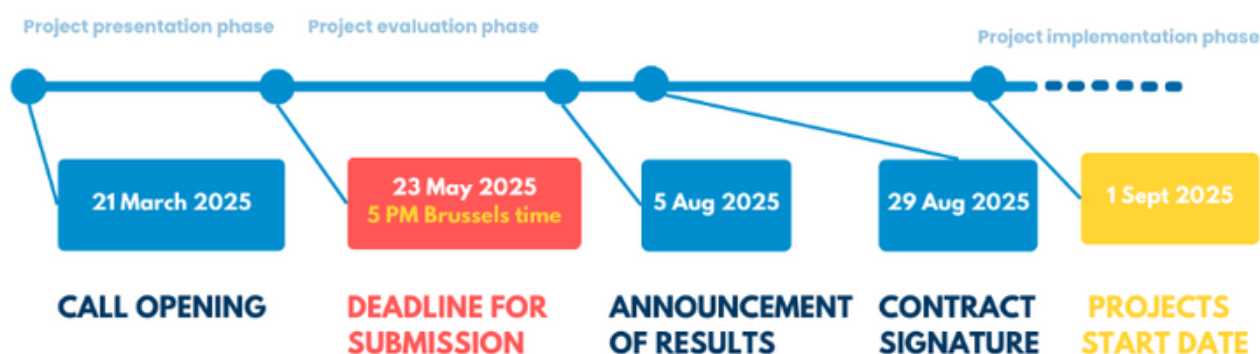 Project presentation phase
Project evaluation phase
Project implementation phase
21 March 2025
23 May 2025
5 PM Brussels time
5 Aug 2025
29 Aug 2025
1 Sept 2025
CALL OPENING
DEADLINE FOR
SUBMISSION
ANNOUNCEMENT
OF RESULTS
CONTRACT
SIGNATURE
PROJECTS
START DATE